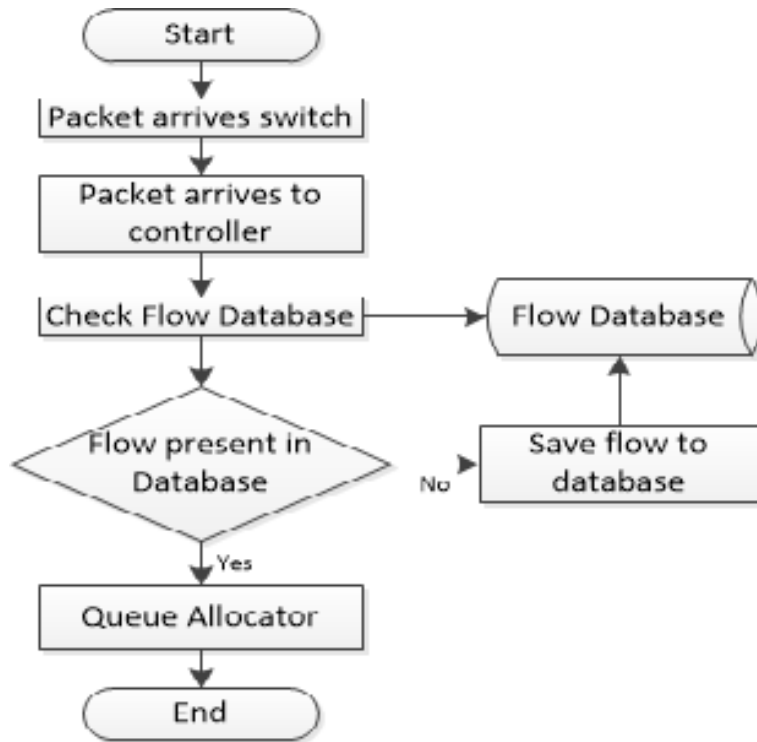 Start
Packet arrives switch
Packet arrives to
controller
Check Flow Database
Flow Database
Flow present in
Database
No
Save flow to
database
Yes
Queue Allocator
End